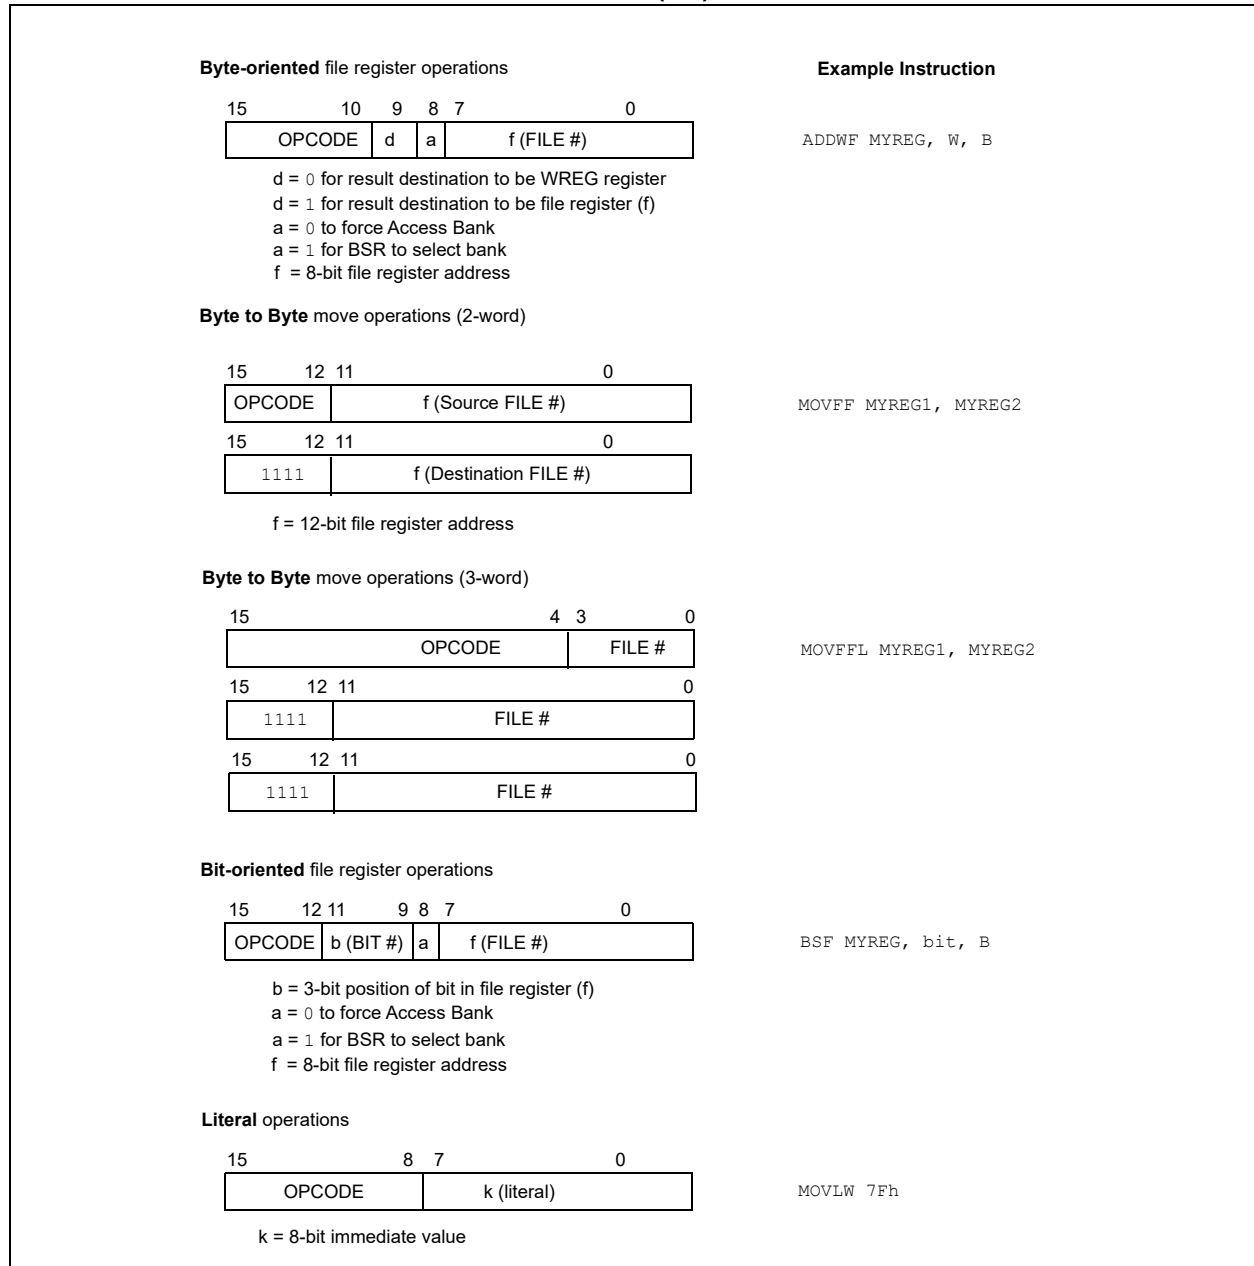 Byte-oriented file register operations Example Instruction
15 10 9 8 7 0
OPCODE d a f (FILE #) ADDWF MYREG, W, B
d = 0 for result destination to be WREG register
d = 1 for result destination to be file register (f)
a = 0 to force Access Bank
a = 1 for BSR to select bank
f = 8-bit file register address
Byte to Byte move operations (2-word)
15 12 11 0
OPCODE f (Source FILE #) MOVFF MYREG1, MYREG2
15 12 11 0
1111 f (Destination FILE #)
f = 12-bit file register address
Byte to Byte move operations (3-word)
15 4 3 0
OPCODE FILE # MOVFFL MYREG1, MYREG2
15 12 11 0
1111 FILE #
15 12 11 0
1111 FILE #
Bit-oriented file register operations
15 12 11 9 8 7 0
OPCODE b (BIT #) a f (FILE #) BSF MYREG, bit, B
b = 3-bit position of bit in file register (f)
a = 0 to force Access Bank
a = 1 for BSR to select bank
f = 8-bit file register address
Literal operations
15 8 7 0
OPCODE k (literal) MOVLW 7Fh
k = 8-bit immediate value